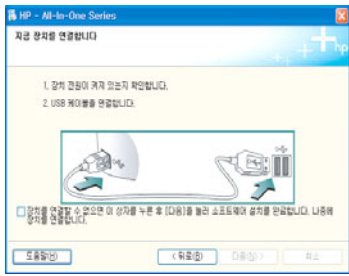 HP - All-In-One Series
지금 장치를 연결합니다
hp
1. 장치 전원이 켜져 있는지 확인합니다.
2. USB 케이블을 연결합니다.
장치를 연결할 수 없으면 이 상자를 누른 후 [다음]을 눌러 소프트웨어 설치를 완료합니다. 나중에
장치를 연결합니다.
도움말(H)
< 뒤로(B)
다음(N) >
취소